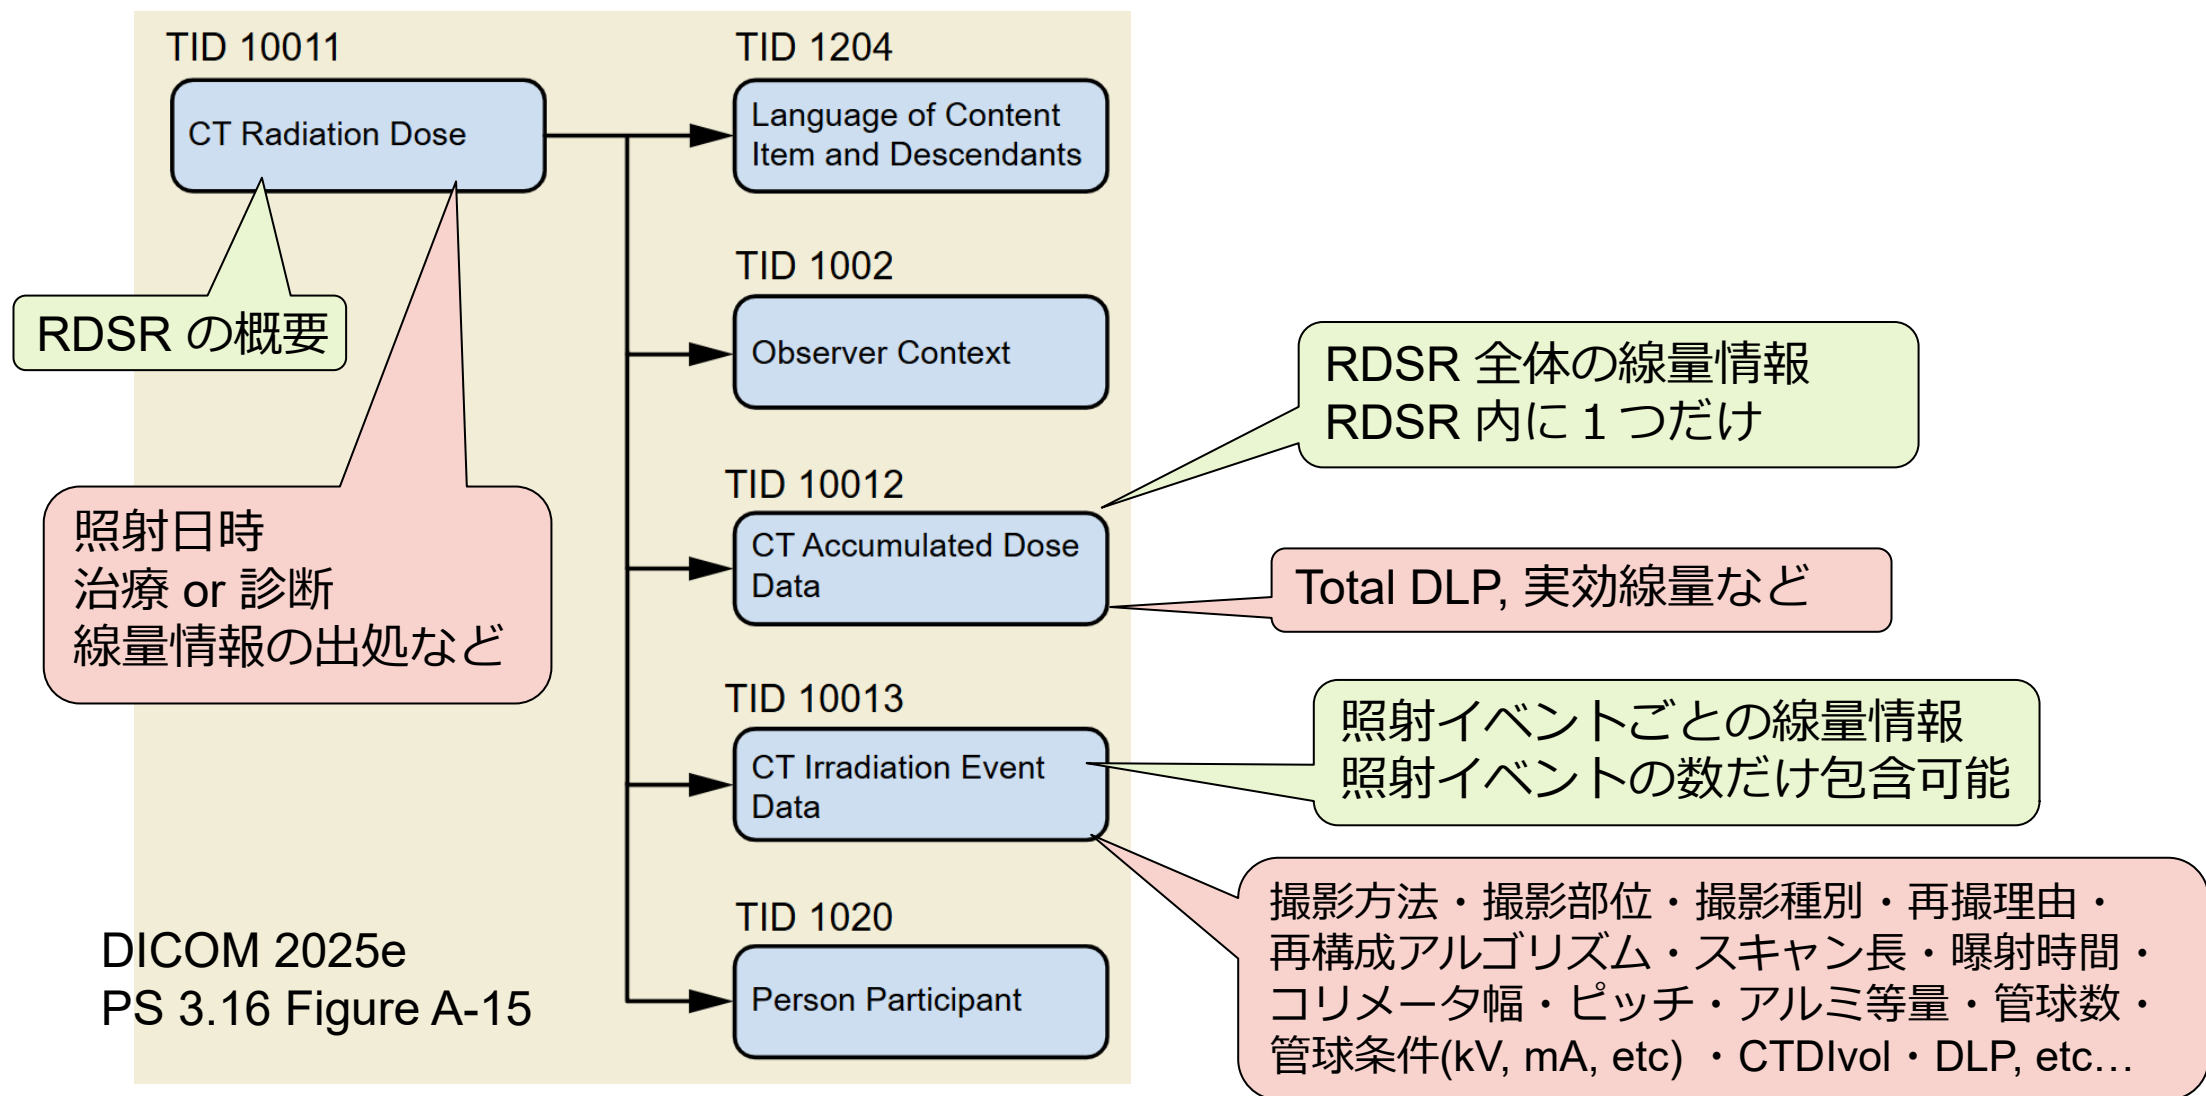 TID 10011
CT Radiation Dose
RDSR の概要
照射日時
治療 or 診断
線量情報の出処など
DICOM 2025e
PS 3.16 Figure A-15
TID 1204
Language of Content
Item and Descendants
TID 1002
Observer Context
TID 10012
CT Accumulated Dose
Data
TID 10013
CT Irradiation Event
Data
TID 1020
Person Participant
RDSR 全体の線量情報
RDSR 内に１つだけ
Total DLP, 実効線量など
照射イベントごとの線量情報
照射イベントの数だけ包含可能
撮影方法・撮影部位・撮影種別・再撮理由・
再構成アルゴリズム・スキャン長・曝射時間・
コリメータ幅・ピッチ・アルミ等量・管球数・
管球条件(kV, mA, etc) ・CTDIvol・DLP, etc…